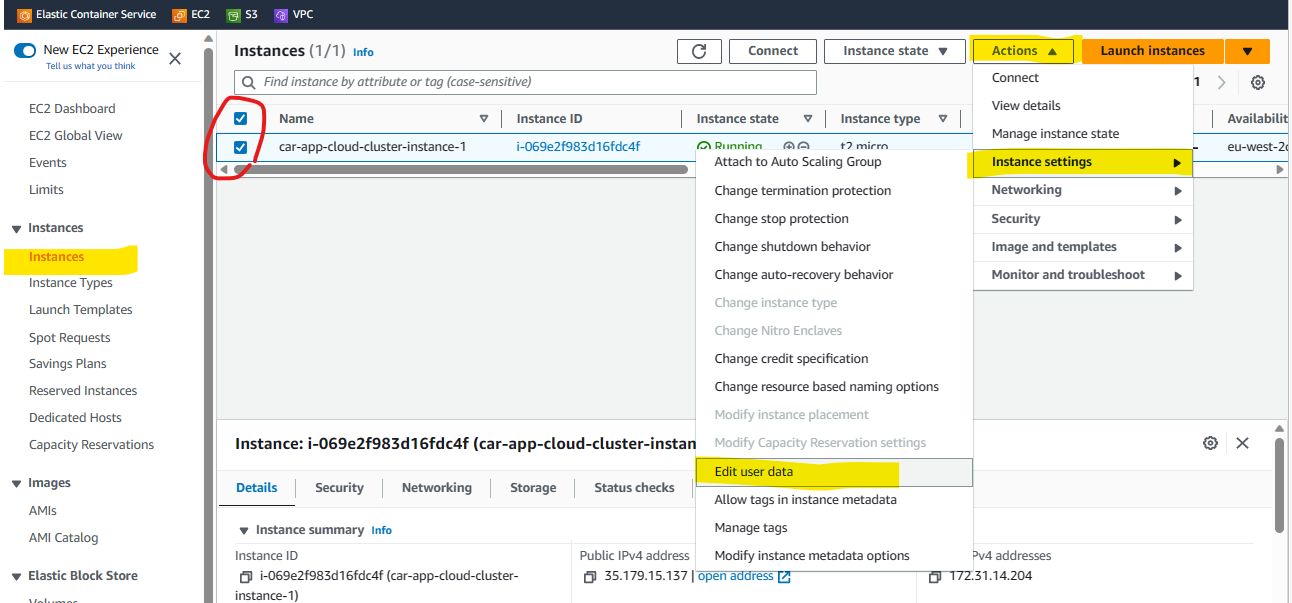 Elastic Container Service EC2 S3 VPC
New EC2 Experience
Tell us what you think
EC2 Dashboard
EC2 Global View
Events
Limits
Instances
Instances
Instance Types
Launch Templates
Spot Requests
Savings Plans
Reserved Instances
Dedicated Hosts
Capacity Reservations
Images
AMIs
AMI Catalog
Elastic Block Store
Volumes
Instances (1/1) Info
Connect
Instance state
Actions
Launch instances
Find instance by attribute or tag (case-sensitive)
1
Name Instance ID Instance state Instance type Availabilit
car-app-cloud-cluster-instance-1 i-069e2f983d16fdc4f Running t2.micro eu-west-2c
Connect
View details
Manage instance state
Instance settings
Networking
Security
Image and templates
Monitor and troubleshoot
Attach to Auto Scaling Group
Change termination protection
Change stop protection
Change shutdown behavior
Change auto-recovery behavior
Change instance type
Change Nitro Enclaves
Change credit specification
Change resource based naming options
Modify instance placement
Modify Capacity Reservation settings
Edit user data
Allow tags in instance metadata
Manage tags
Modify instance metadata options
Instance: i-069e2f983d16fdc4f (car-app-cloud-cluster-instan
Details Security Networking Storage Status checks
Instance summary Info
Instance ID
i-069e2f983d16fdc4f (car-app-cloud-cluster-
instance-1)
Public IPv4 address
35.179.15.137 | open address
Pv4 addresses
172.31.14.204